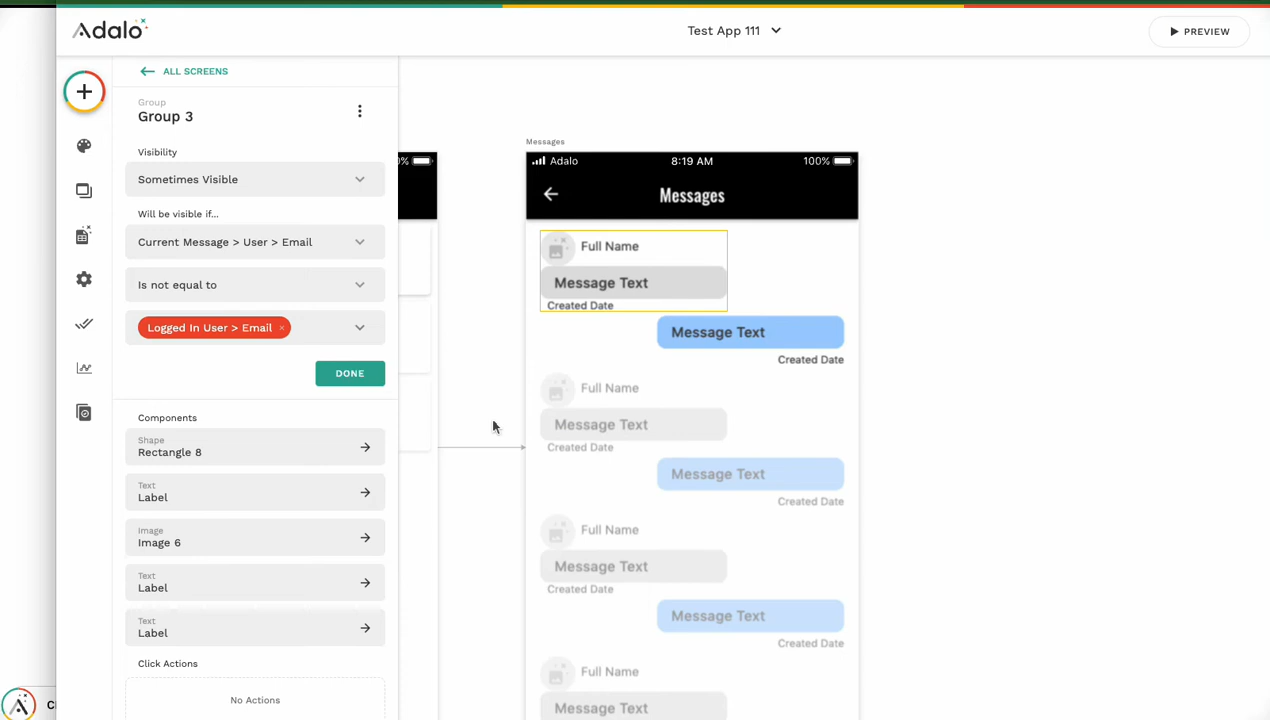 Adalo
Test App 111
PREVIEW
ALL SCREENS
Group
Group 3
Visibility
Sometimes Visible
Will be visible if...
Current Message > User > Email
Is not equal to
Logged In User > Email ×
DONE
Components
Shape
Rectangle 8
Text
Label
Image
Image 6
Text
Label
Text
Label
Click Actions
No Actions
0%
Messages
Adalo 8:19 AM 100%
Messages
Full Name
Message Text
Created Date
Message Text
Created Date
Full Name
Message Text
Created Date
Message Text
Created Date
Full Name
Message Text
Created Date
Message Text
Created Date
Full Name
Message Text